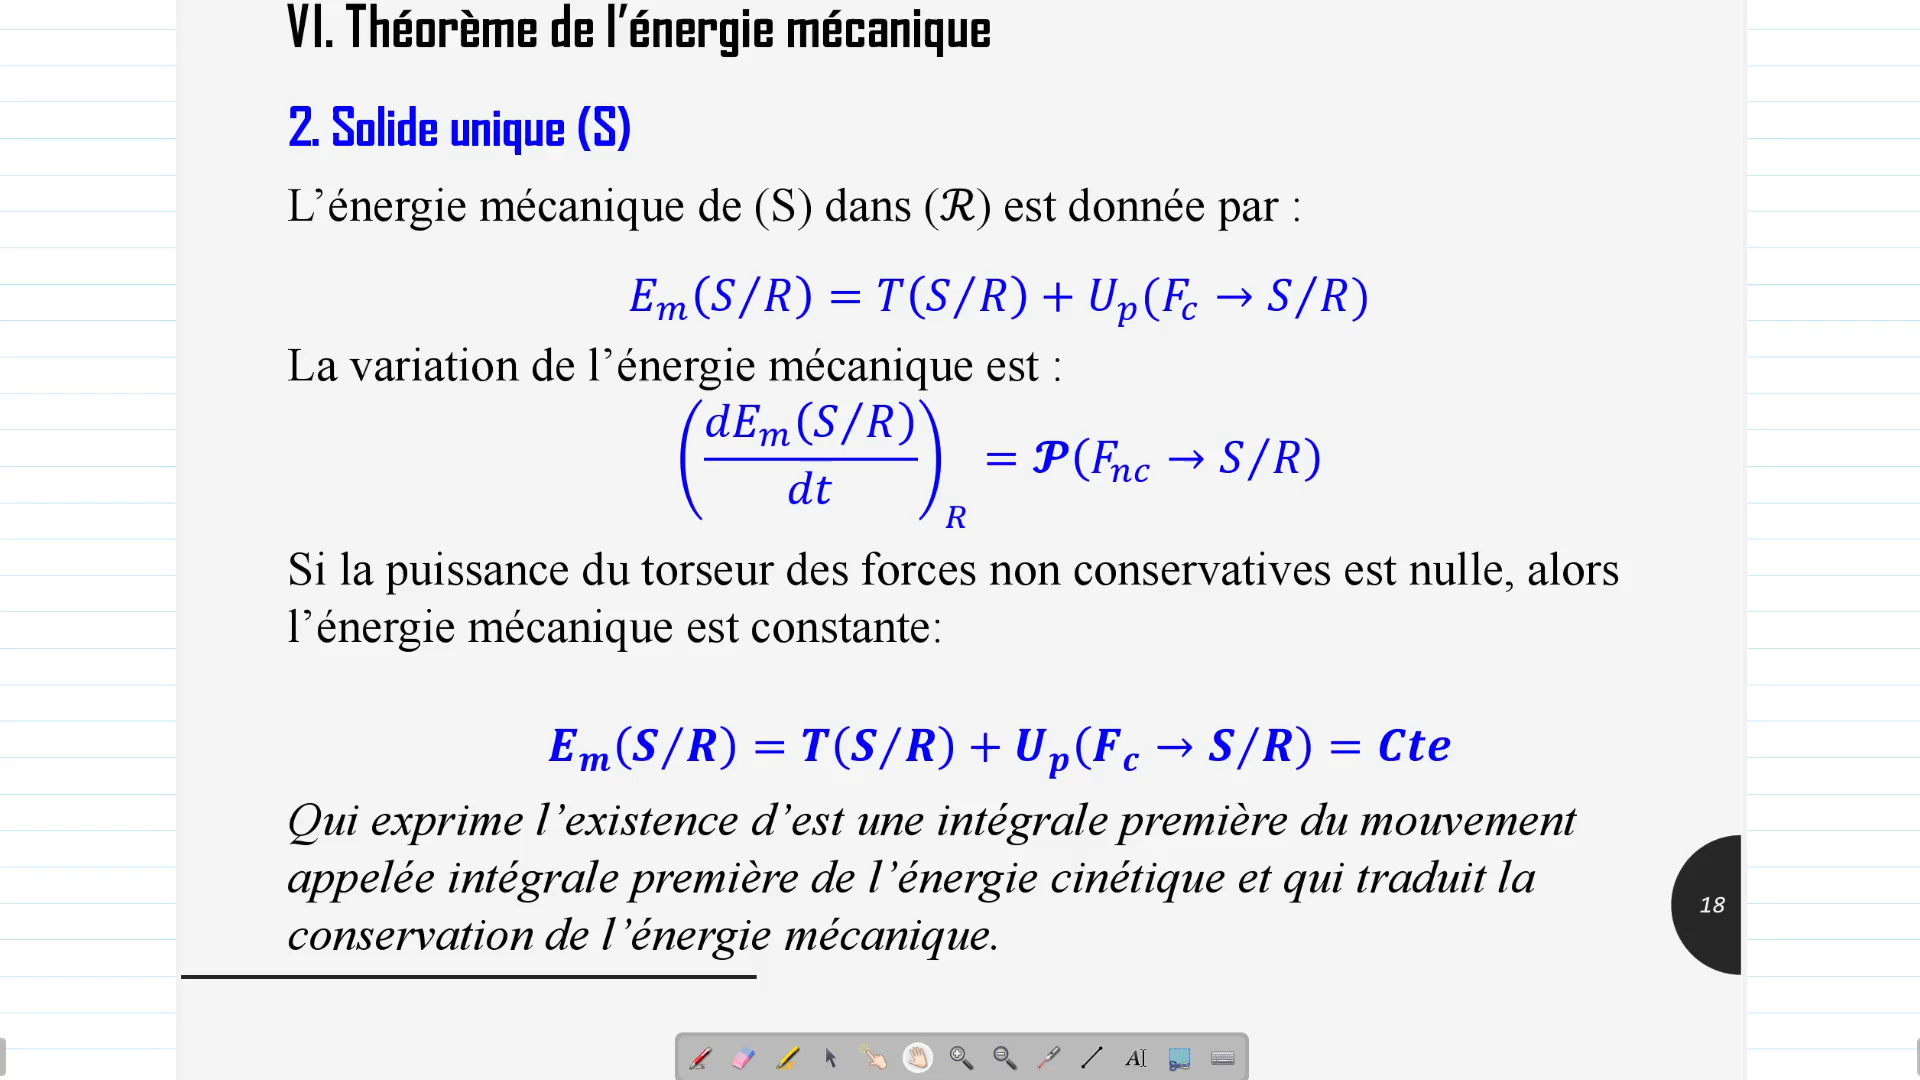 VI. Théorème de l’énergie mécanique
2. Solide unique (S)
L’énergie mécanique de (S) dans (ℛ) est donnée par :
E_m(S/R) = T(S/R) + U_p(F_c → S/R)
La variation de l’énergie mécanique est :
(dE_m(S/R)/dt)_R = 𝓟(F_nc → S/R)
Si la puissance du torseur des forces non conservatives est nulle, alors
l’énergie mécanique est constante:
E_m(S/R) = T(S/R) + U_p(F_c → S/R) = Cte
Qui exprime l’existence d’est une intégrale première du mouvement
appelée intégrale première de l’énergie cinétique et qui traduit la
conservation de l’énergie mécanique.
18